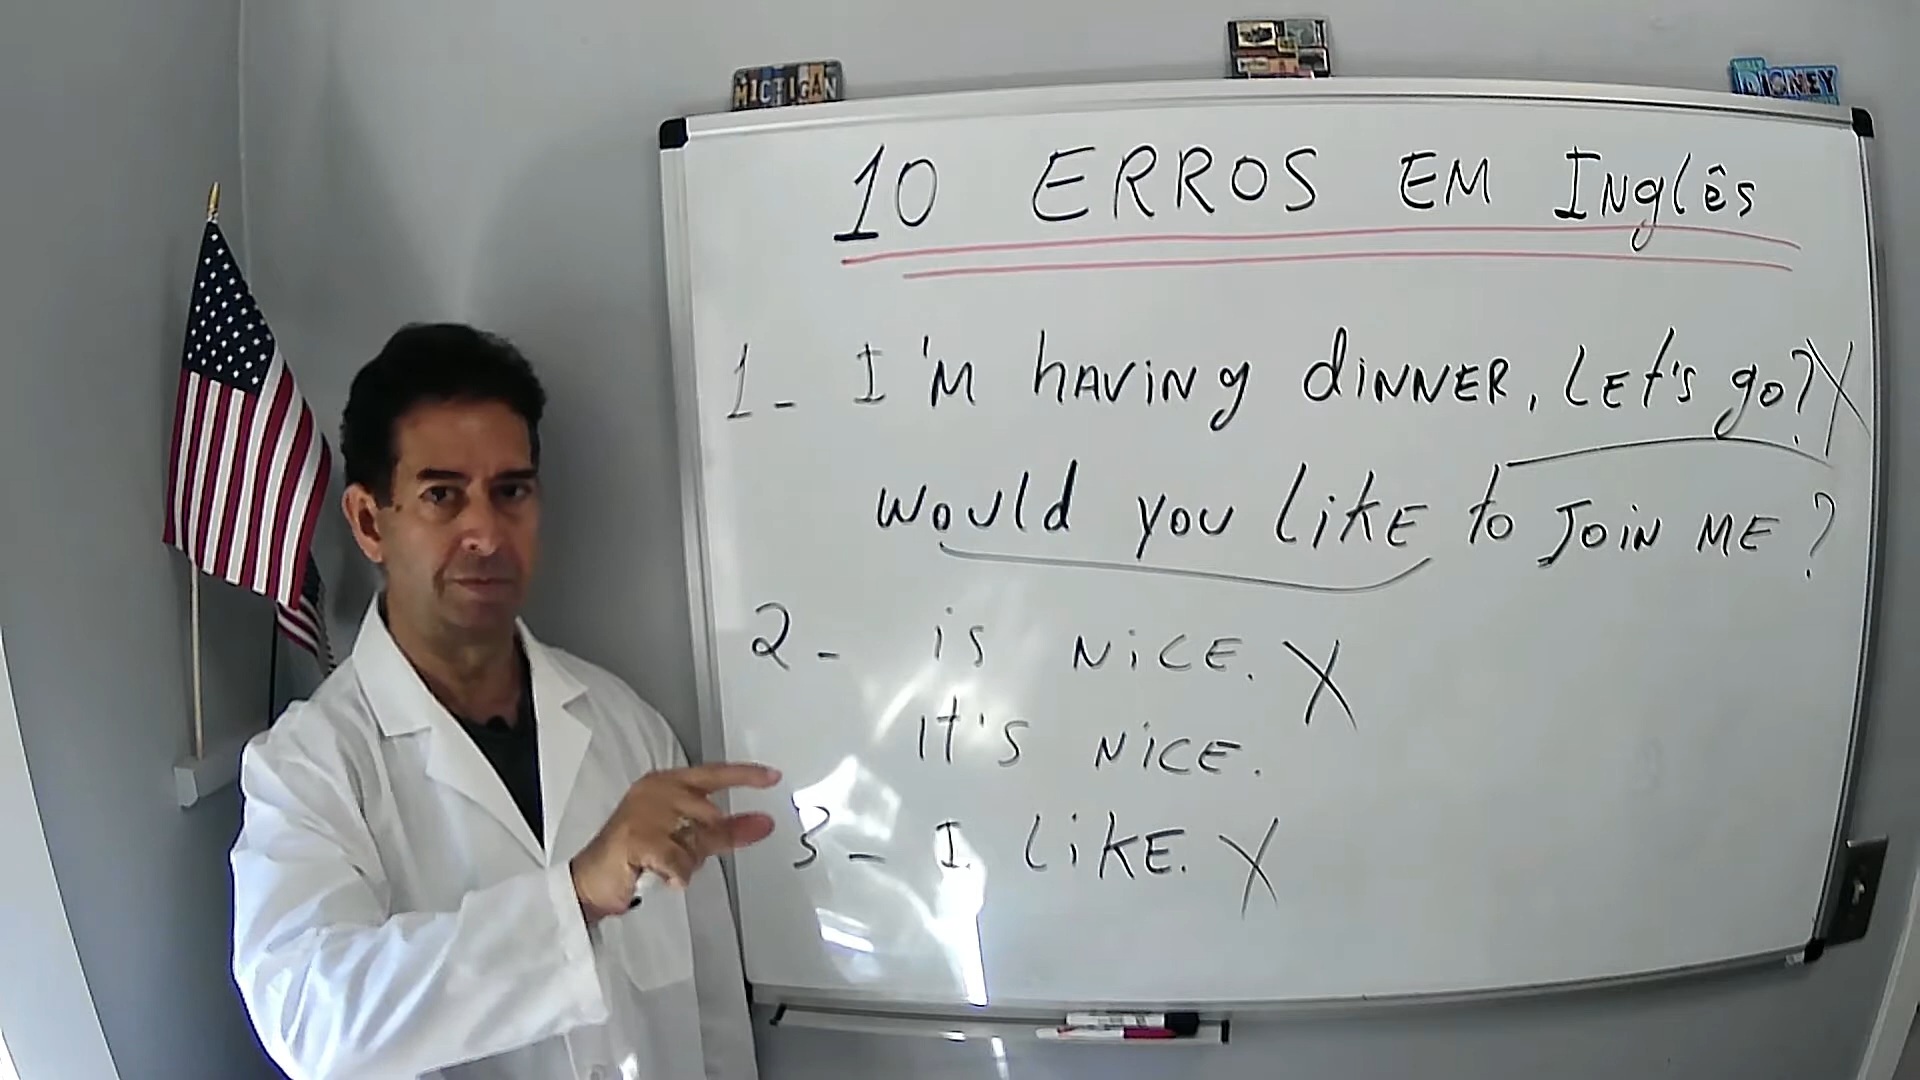 MICHIGAN
DISNEY
10 ERROS EM INglês
1- I'M hAViNg diNNER, LEt's go? X
would you likE to JOiN ME?
2- is NiCE. X
it's NiCE.
3- I likE. X